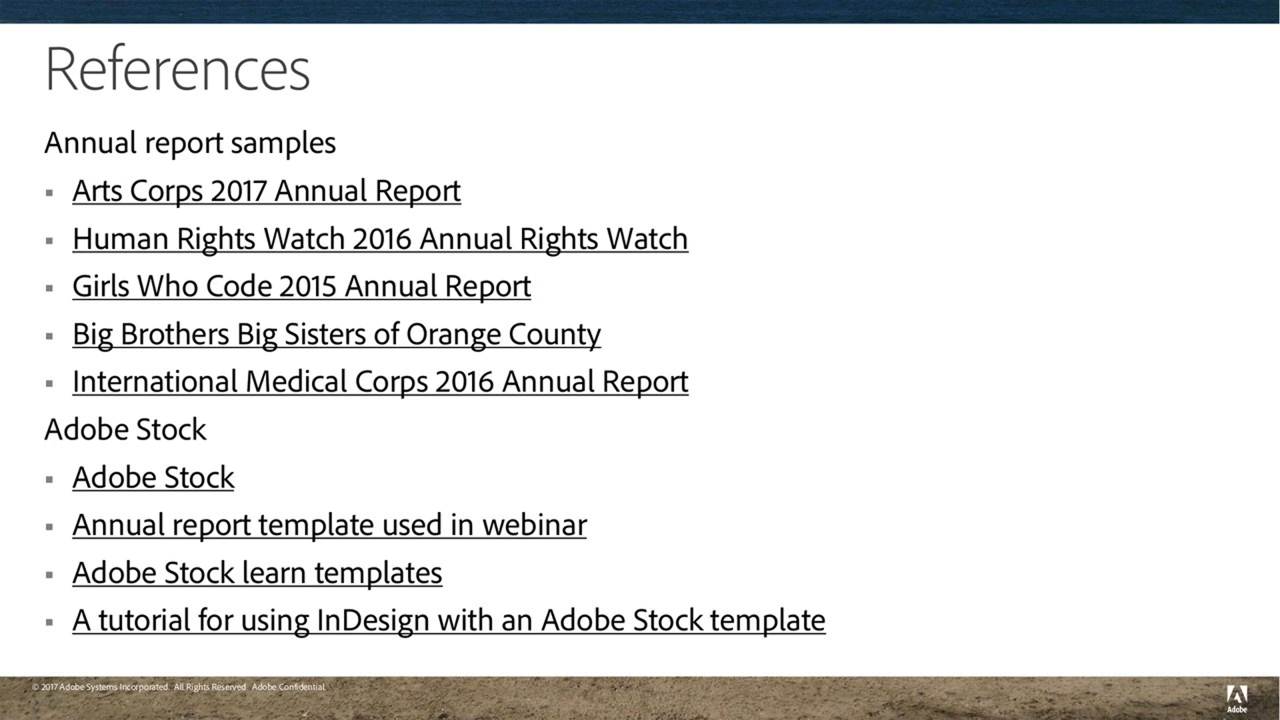 References
Annual report samples
▪ Arts Corps 2017 Annual Report
▪ Human Rights Watch 2016 Annual Rights Watch
▪ Girls Who Code 2015 Annual Report
▪ Big Brothers Big Sisters of Orange County
▪ International Medical Corps 2016 Annual Report
Adobe Stock
▪ Adobe Stock
▪ Annual report template used in webinar
▪ Adobe Stock learn templates
▪ A tutorial for using InDesign with an Adobe Stock template
© 2017 Adobe Systems Incorporated. All Rights Reserved. Adobe Confidential.
Adobe